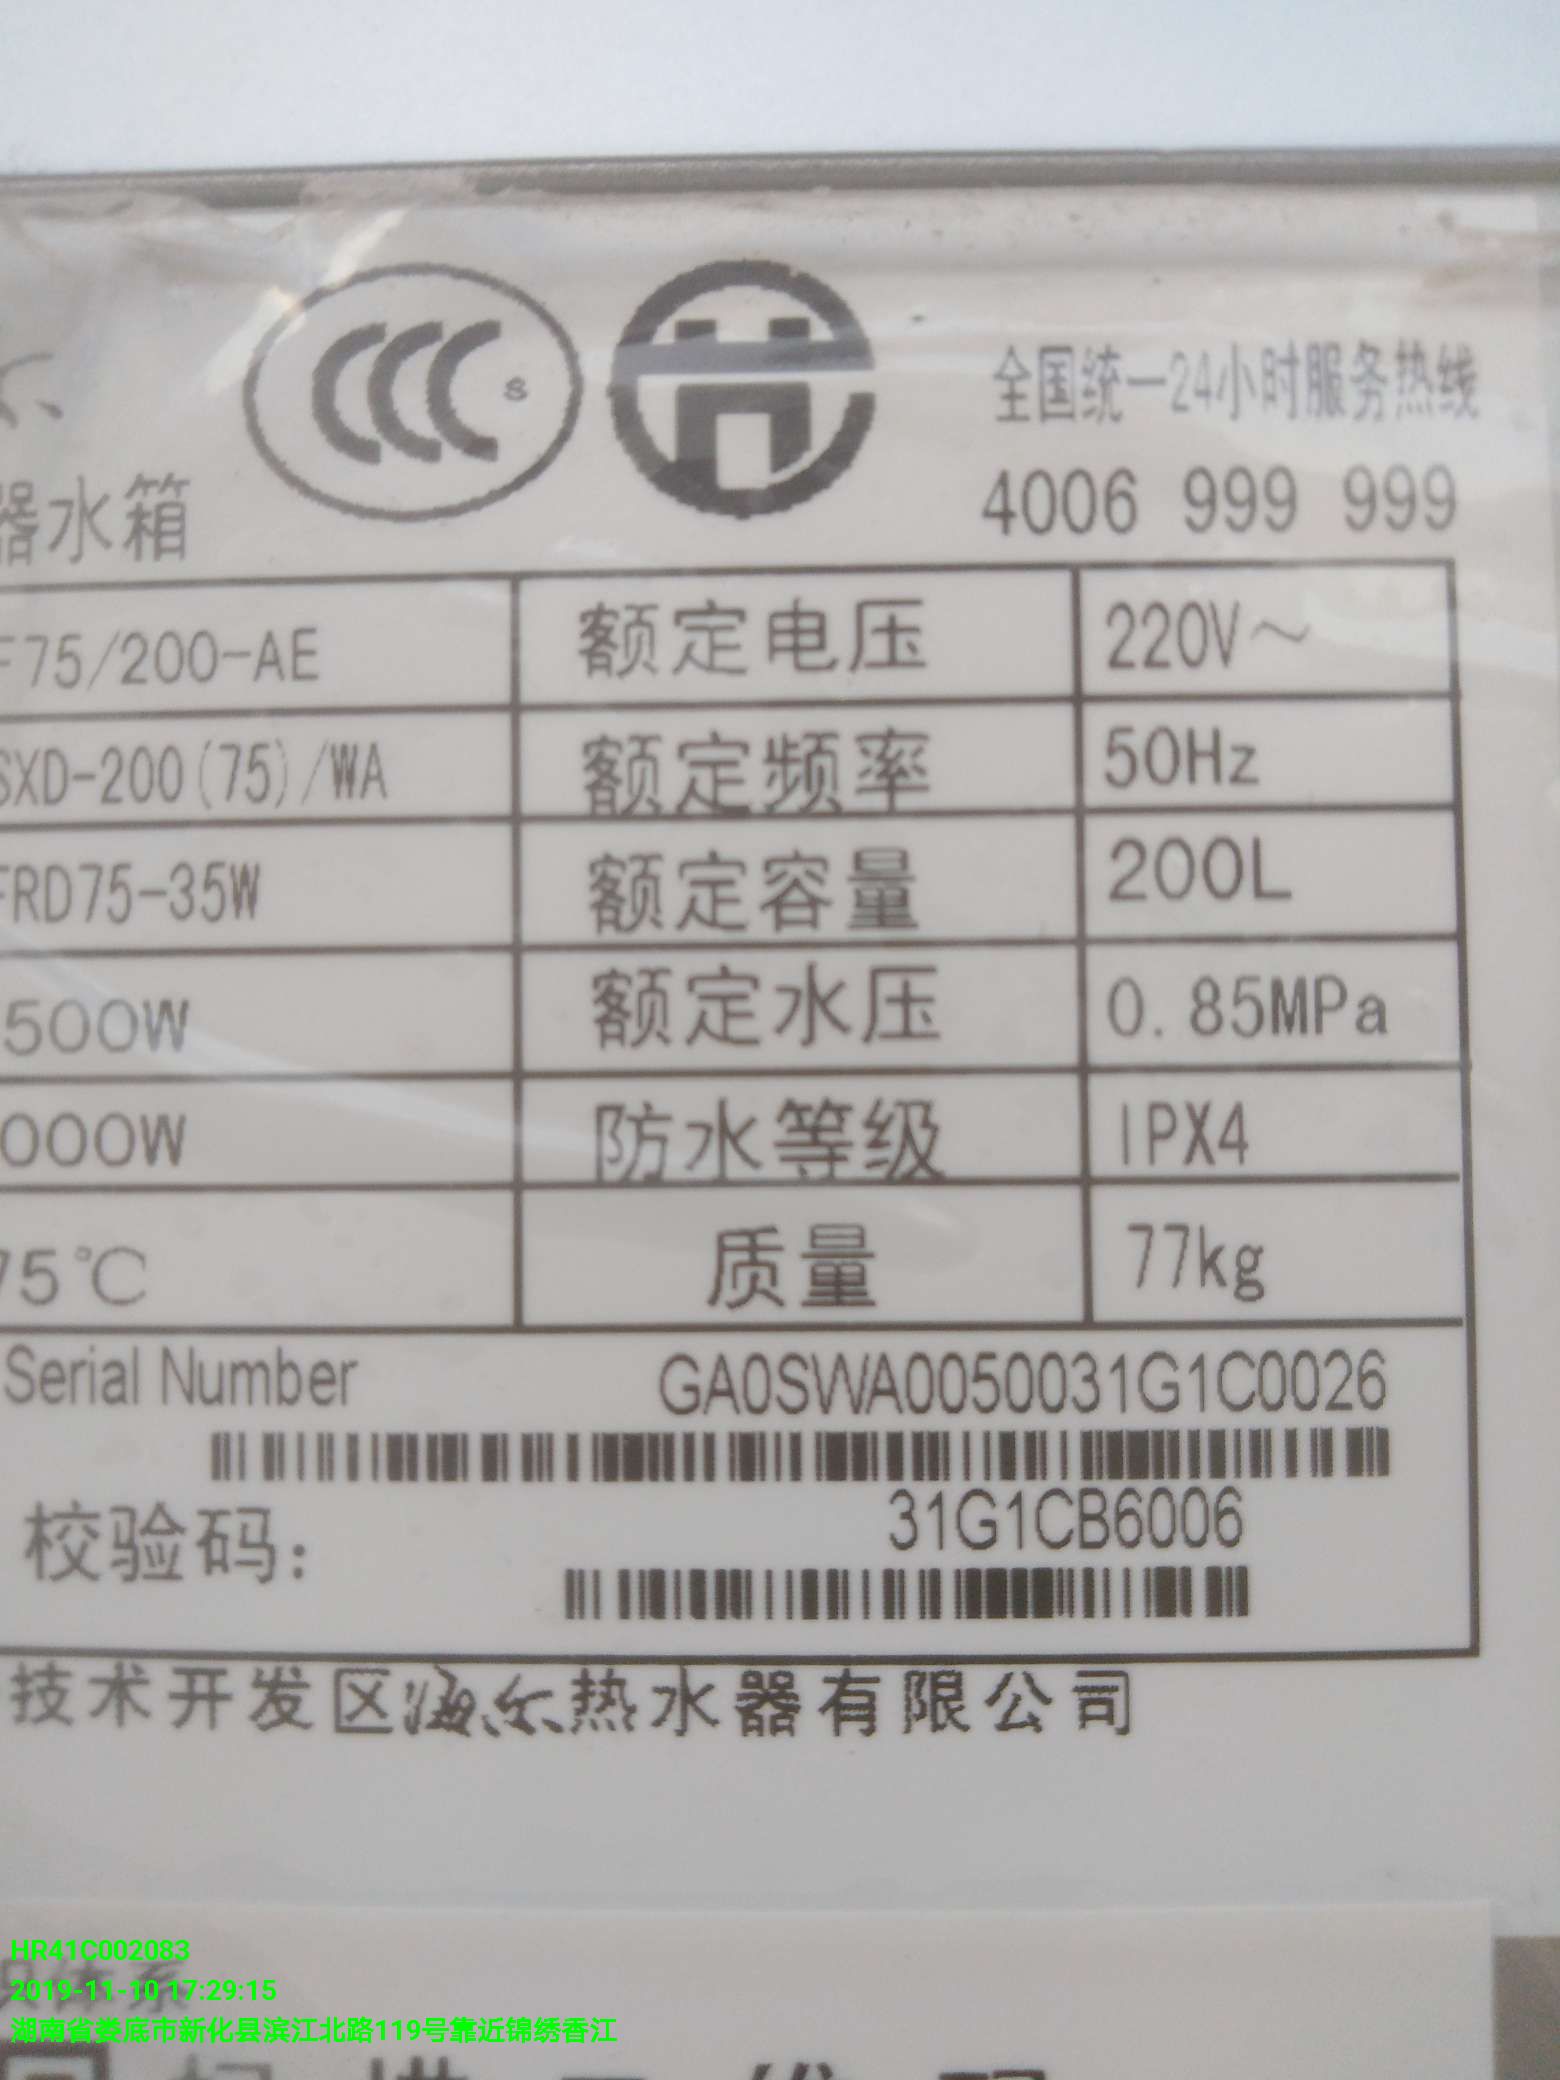 CCC S
全国统一24小时服务热线
4006 999 999
器水箱
F75/200-AE 额定电压 220V～
SXD-200(75)/WA 额定频率 50Hz
FRD75-35W 额定容量 200L
500W 额定水压 0.85MPa
000W 防水等级 IPX4
75℃ 质量 77kg
Serial Number GA0SWA0050031G1C0026
校验码: 31G1CB6006
技术开发区海尔热水器有限公司
HR41C002083
2019-11-10 17:29:15
湖南省娄底市新化县滨江北路119号靠近锦绣香江